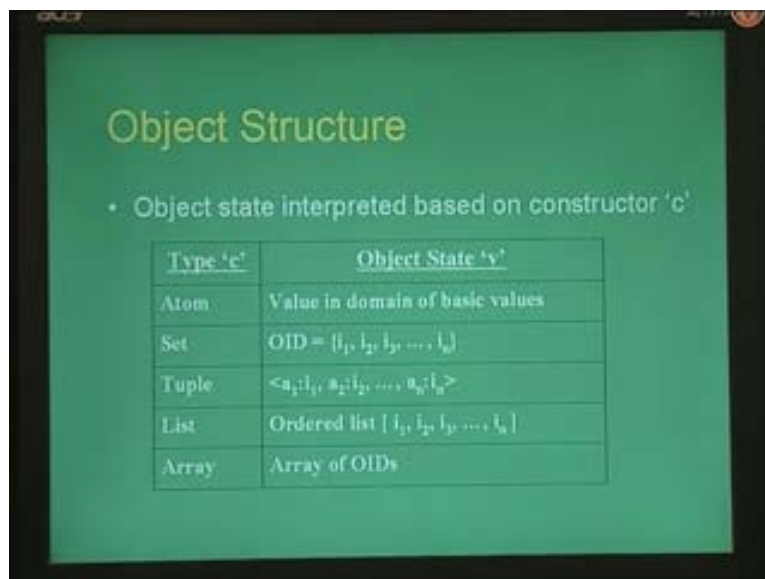 acer
Object Structure
• Object state interpreted based on constructor 'c'
Type 'c' Object State 'v'
Atom Value in domain of basic values
Set OID = {i₁, i₂, i₃, ..., iₙ}
Tuple <a₁:i₁, a₂:i₂, ..., aₙ:iₙ>
List Ordered list [ i₁, i₂, i₃, ..., iₙ ]
Array Array of OIDs